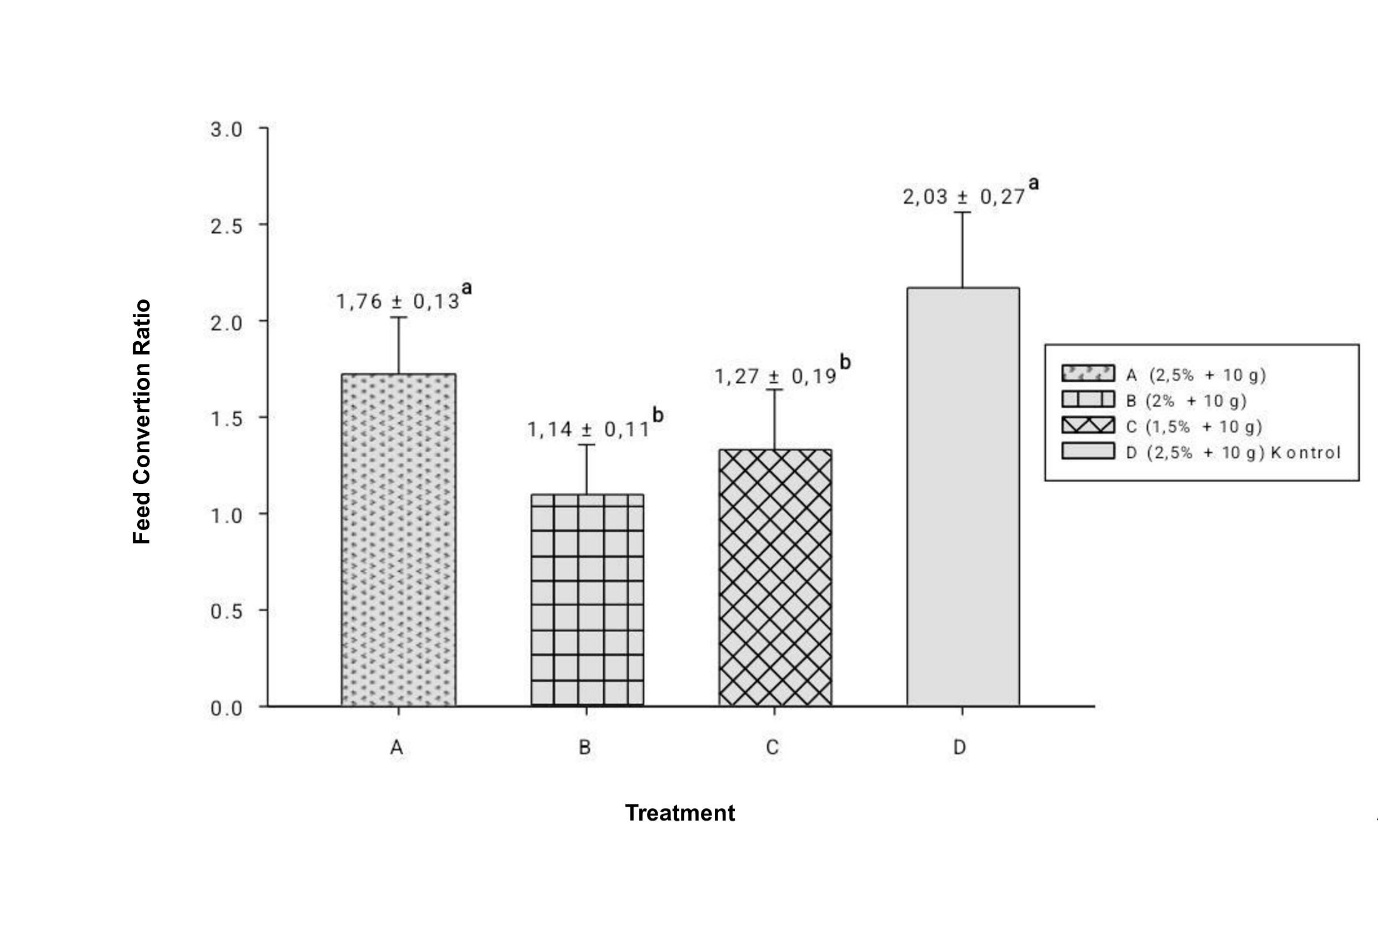 3.0
2.5
2.0
1.5
1.0
0.5
0.0
Feed Convertion Ratio
1,76 ± 0,13a
1,14 ± 0,11b
1,27 ± 0,19b
2,03 ± 0,27a
A
B
C
D
Treatment
A (2,5% + 10 g)
B (2% + 10 g)
C (1,5% + 10 g)
D (2,5% + 10 g) Kontrol